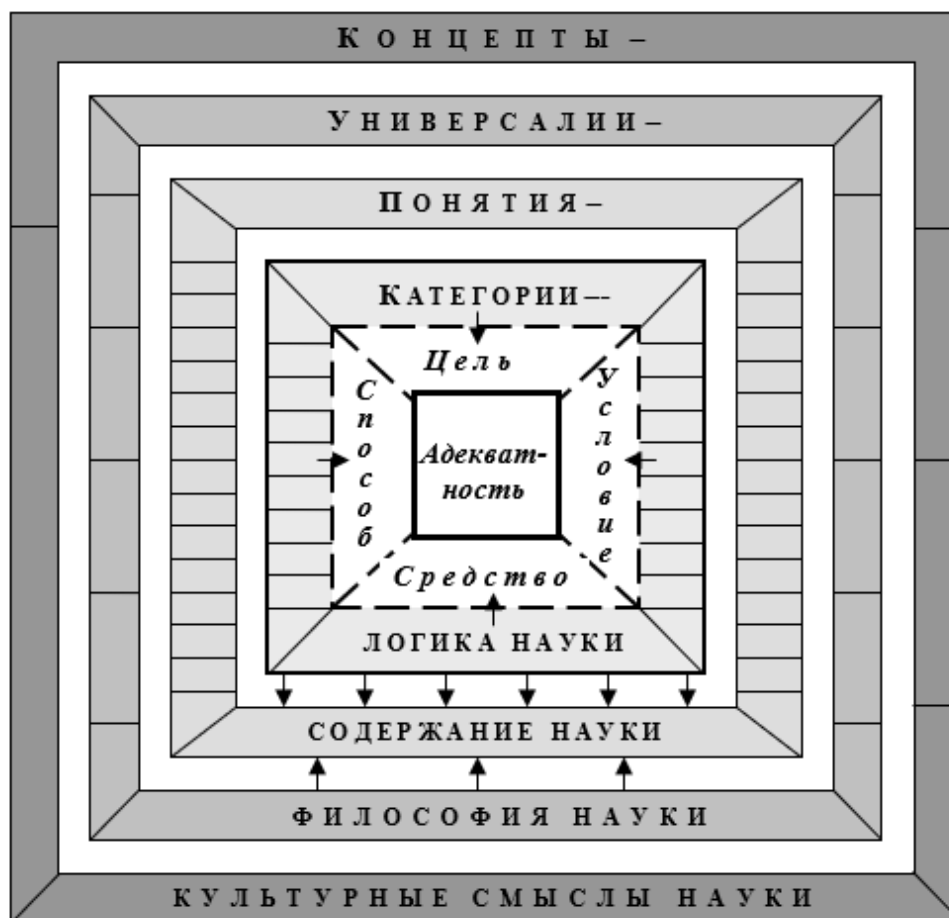 КОНЦЕПТЫ –
УНИВЕРСАЛИИ –
ПОНЯТИЯ –
КАТЕГОРИИ –--
Цель
Способ
Условие
Адекват-
ность
Средство
ЛОГИКА НАУКИ
СОДЕРЖАНИЕ НАУКИ
ФИЛОСОФИЯ НАУКИ
КУЛЬТУРНЫЕ СМЫСЛЫ НАУКИ